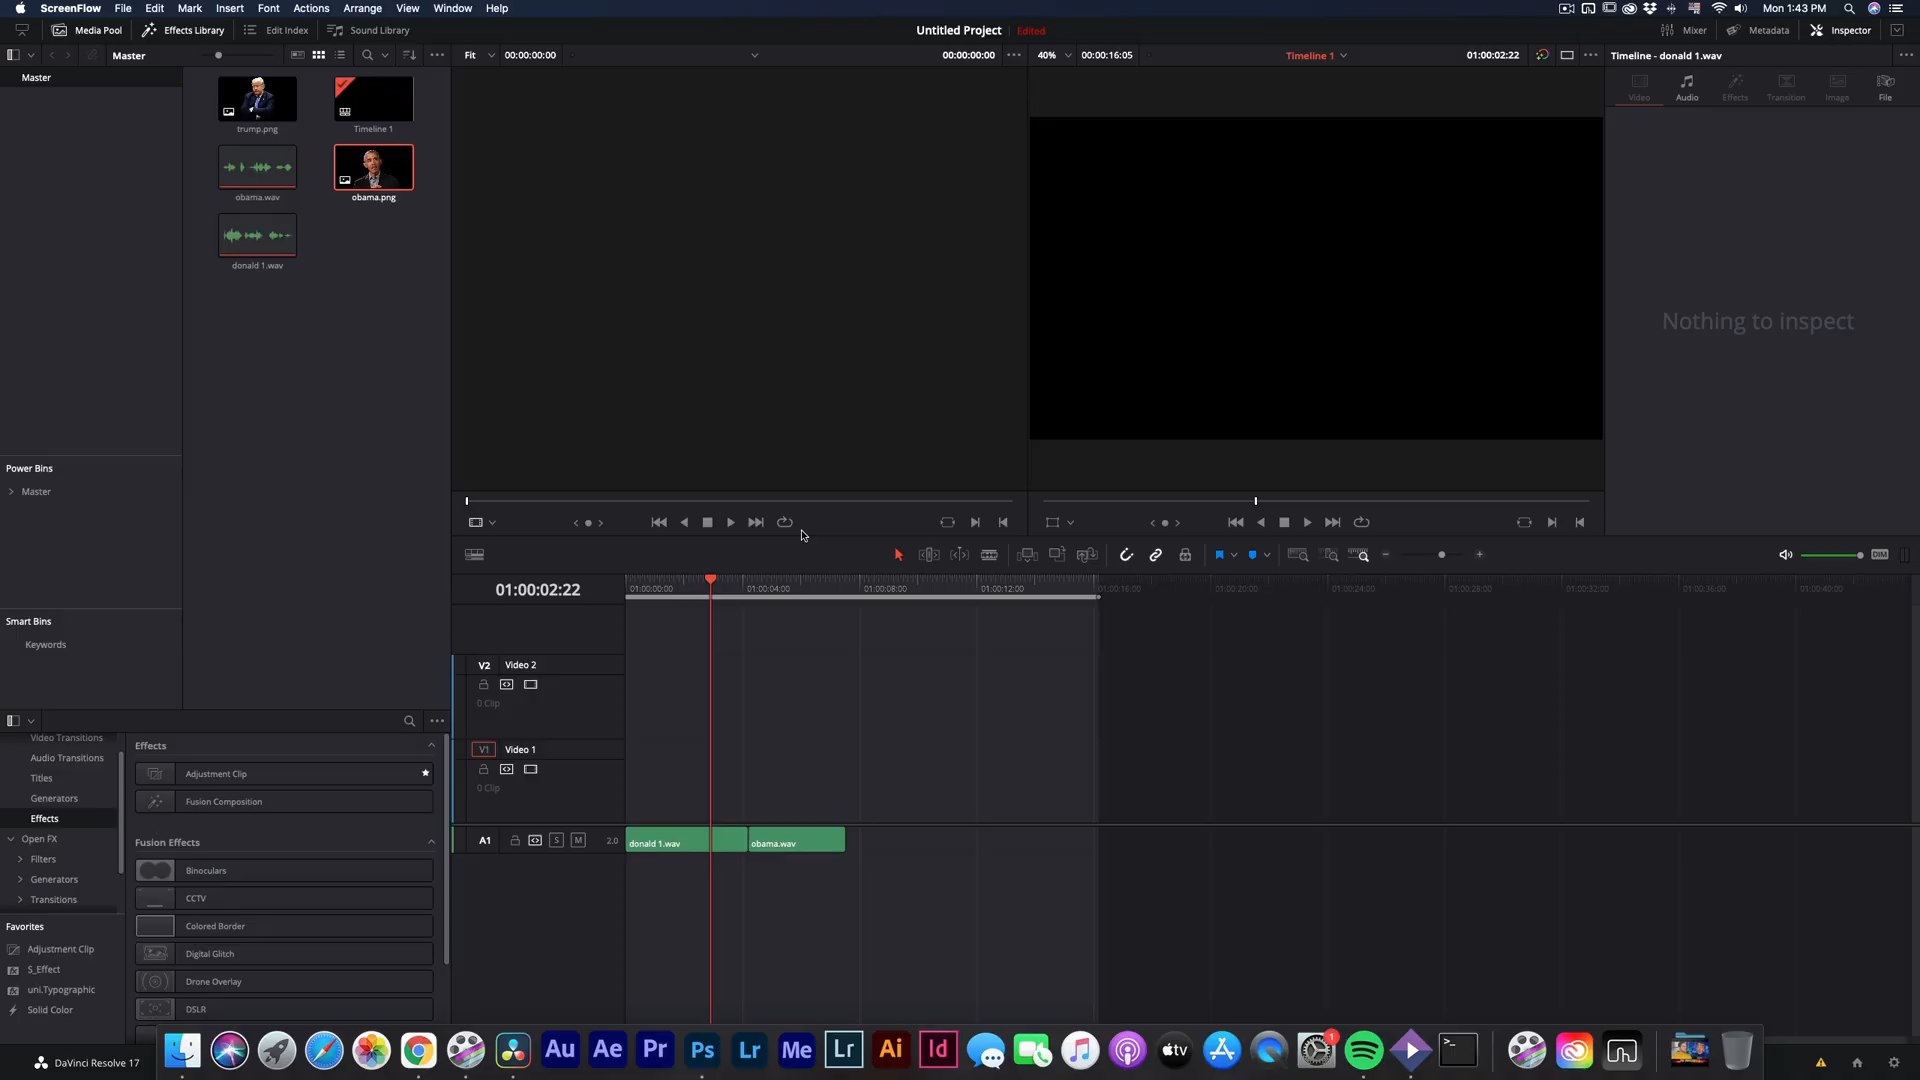 ScreenFlow File Edit Mark Insert Font Actions Arrange View Window Help Mon 1:43 PM
Media Pool Effects Library Edit Index Sound Library Untitled Project Edited Mixer Metadata Inspector
Master Fit 00:00:00:00 00:00:00:00 40% 00:00:16:05 Timeline 1 01:00:02:22 Timeline - donald 1.wav
Master
Video Audio Effects Transition Image File
trump.png Timeline 1
obama.wav obama.png
donald 1.wav
Nothing to inspect
Power Bins
Master
Smart Bins
Keywords
DIM
01:00:02:22
01:00:00:00 01:00:04:00 01:00:08:00 01:00:12:00 01:00:16:00 01:00:20:00 01:00:24:00 01:00:28:00 01:00:32:00 01:00:36:00 01:00:40:00
V2 Video 2
0 Clip
V1 Video 1
0 Clip
A1 S M 2.0 donald 1.wav obama.wav
Video Transitions
Audio Transitions
Titles
Generators
Effects
Open FX
Filters
Generators
Transitions
Favorites
Adjustment Clip
S_Effect
uni.Typographic
Solid Color
Effects
Adjustment Clip
Fusion Composition
Fusion Effects
Binoculars
CCTV
Colored Border
Digital Glitch
Drone Overlay
DSLR
Au Ae Pr Ps Lr Me Lr Ai Id tv 1
DaVinci Resolve 17